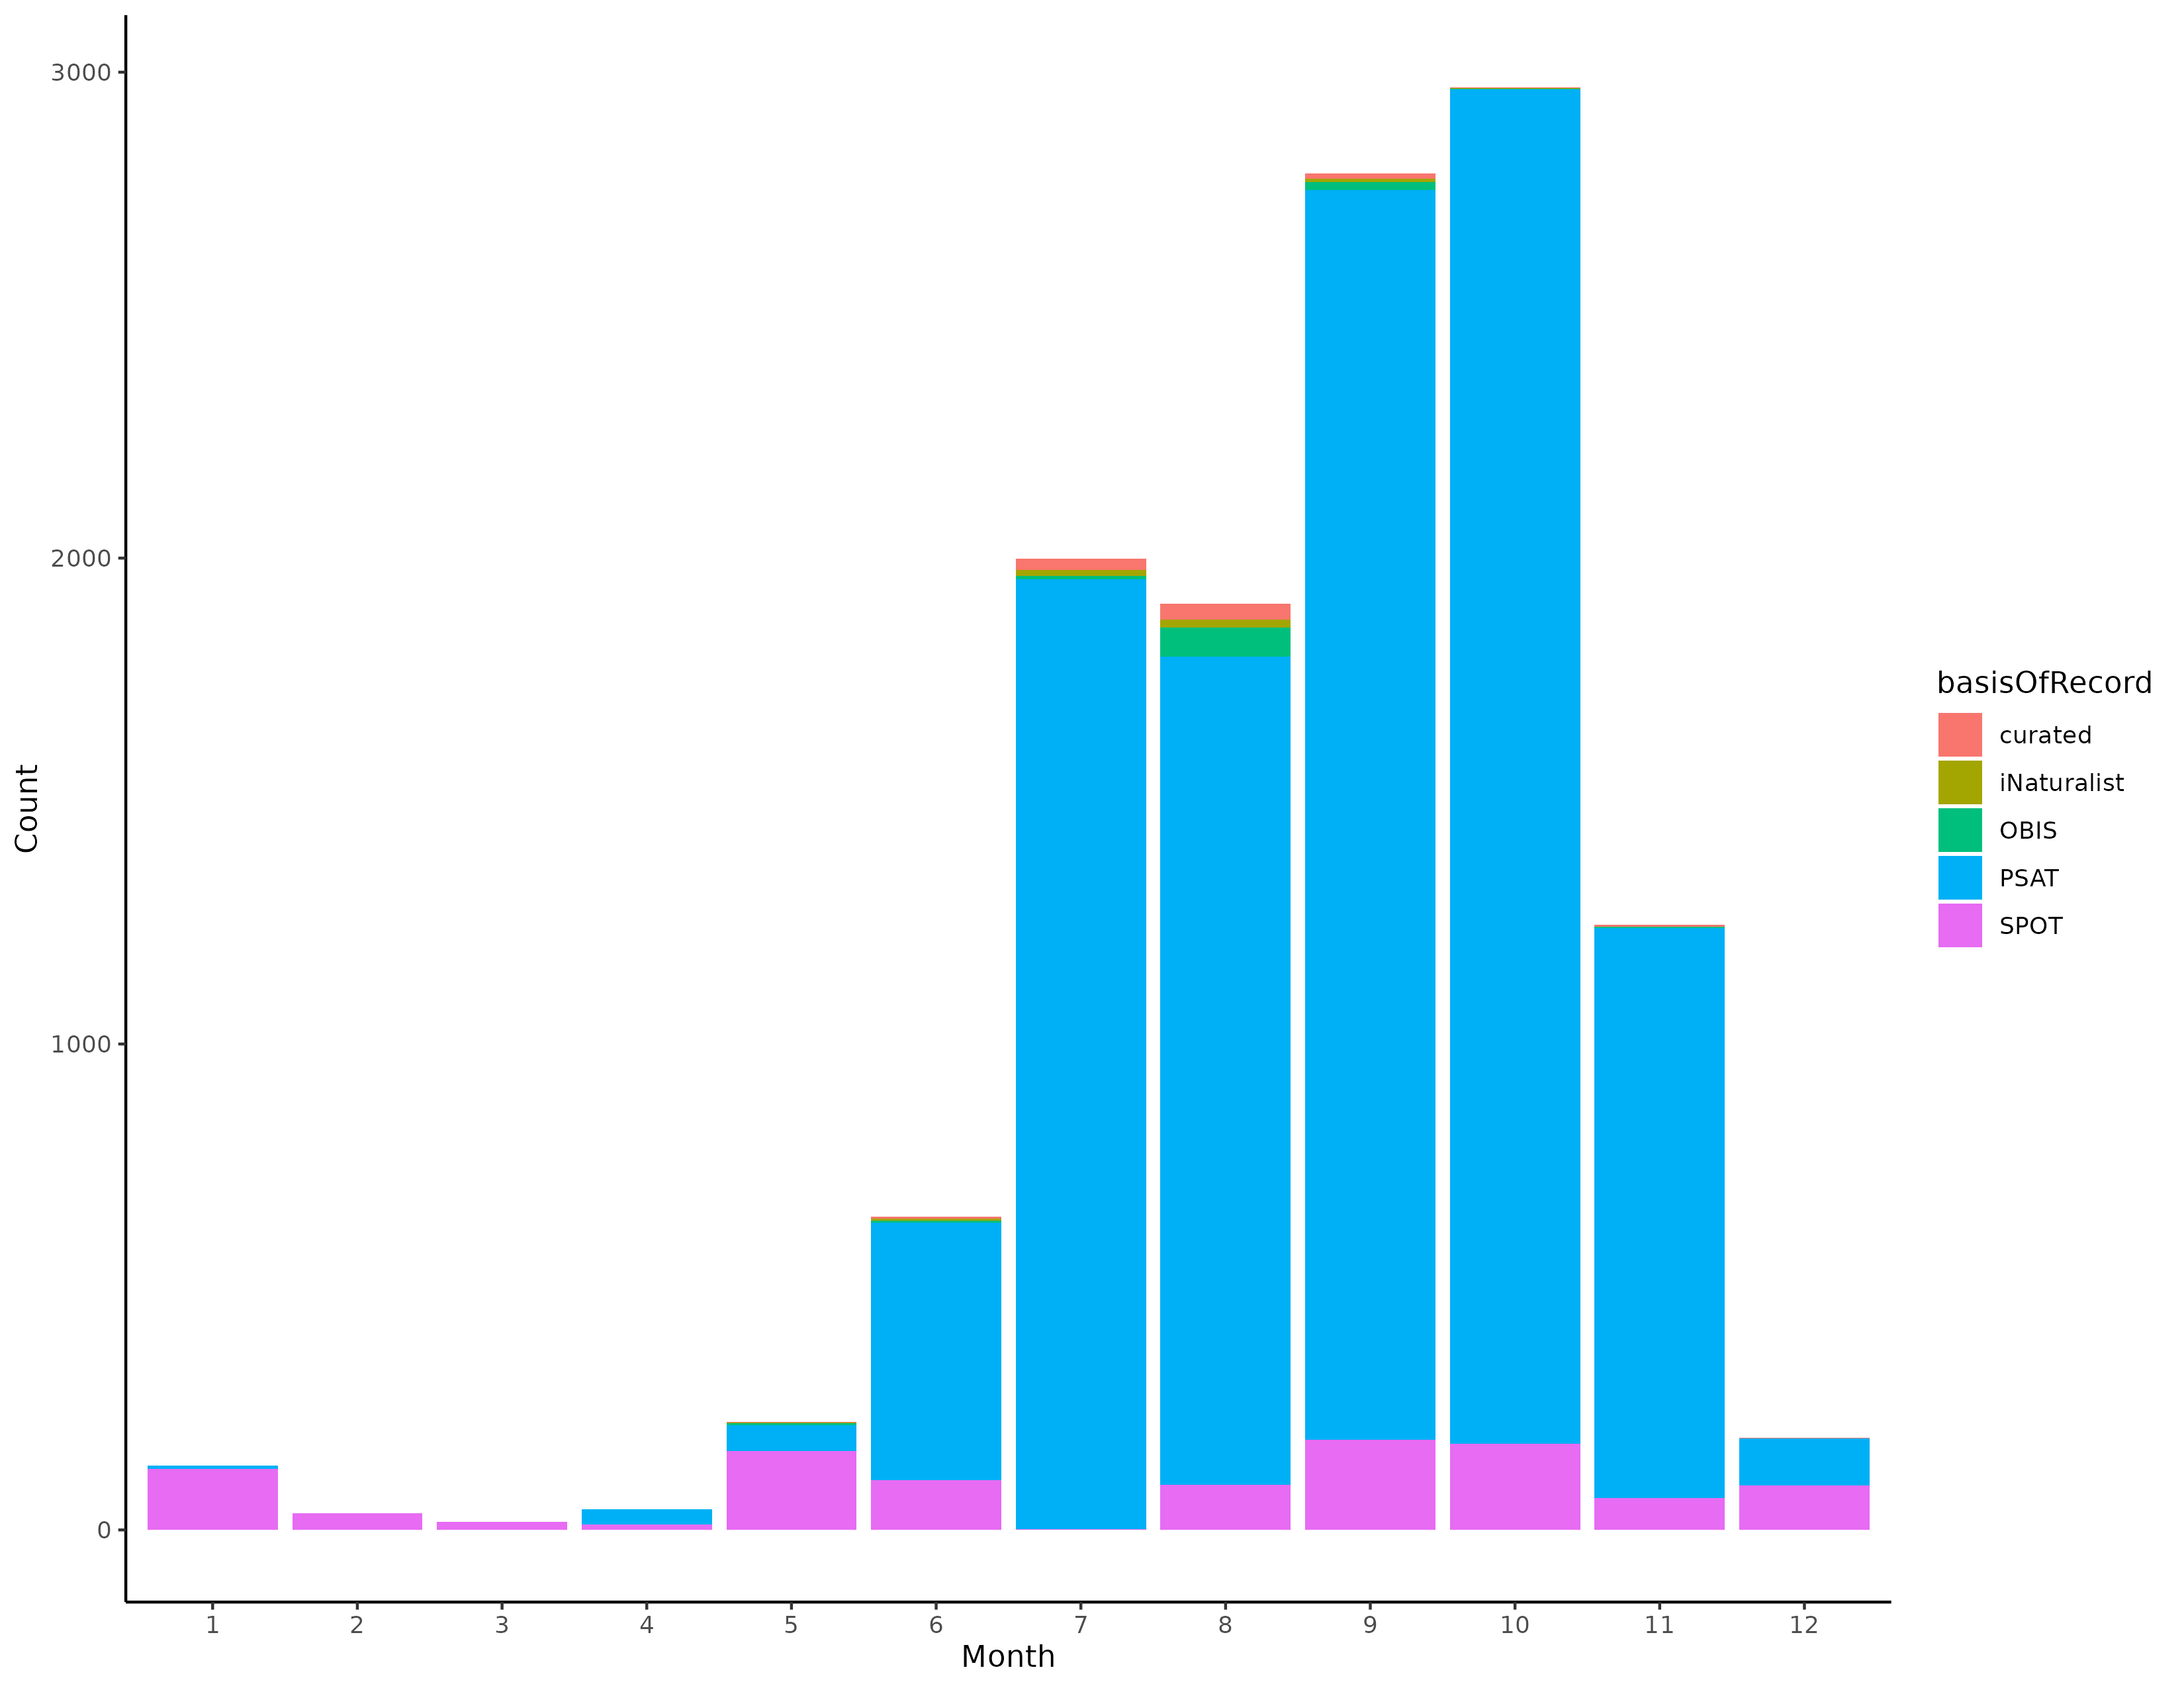 3000
2000
1000
0
Count
1 2 3 4 5 6 7 8 9 10 11 12
Month
basisOfRecord
curated
iNaturalist
OBIS
PSAT
SPOT